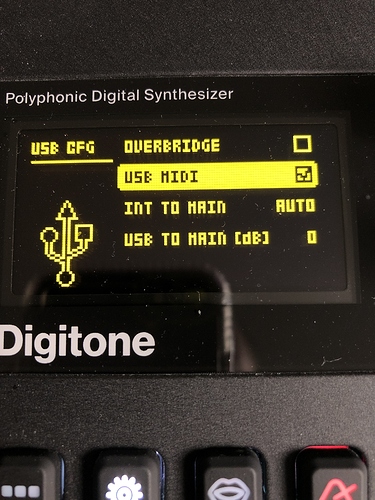 Polyphonic Digital Synthesizer
USB CFG
OVERBRIDGE
USB MIDI
INT TO MAIN AUTO
USB TO MAIN [dB] 0
Digitone